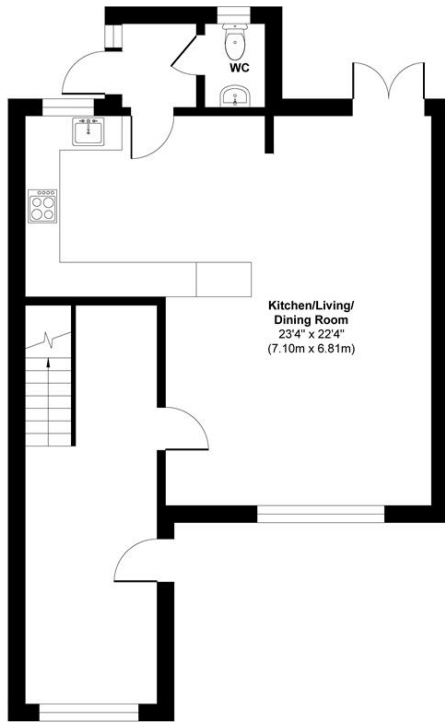 WC
Kitchen/Living/
Dining Room
23'4" x 22'4"
(7.10m x 6.81m)